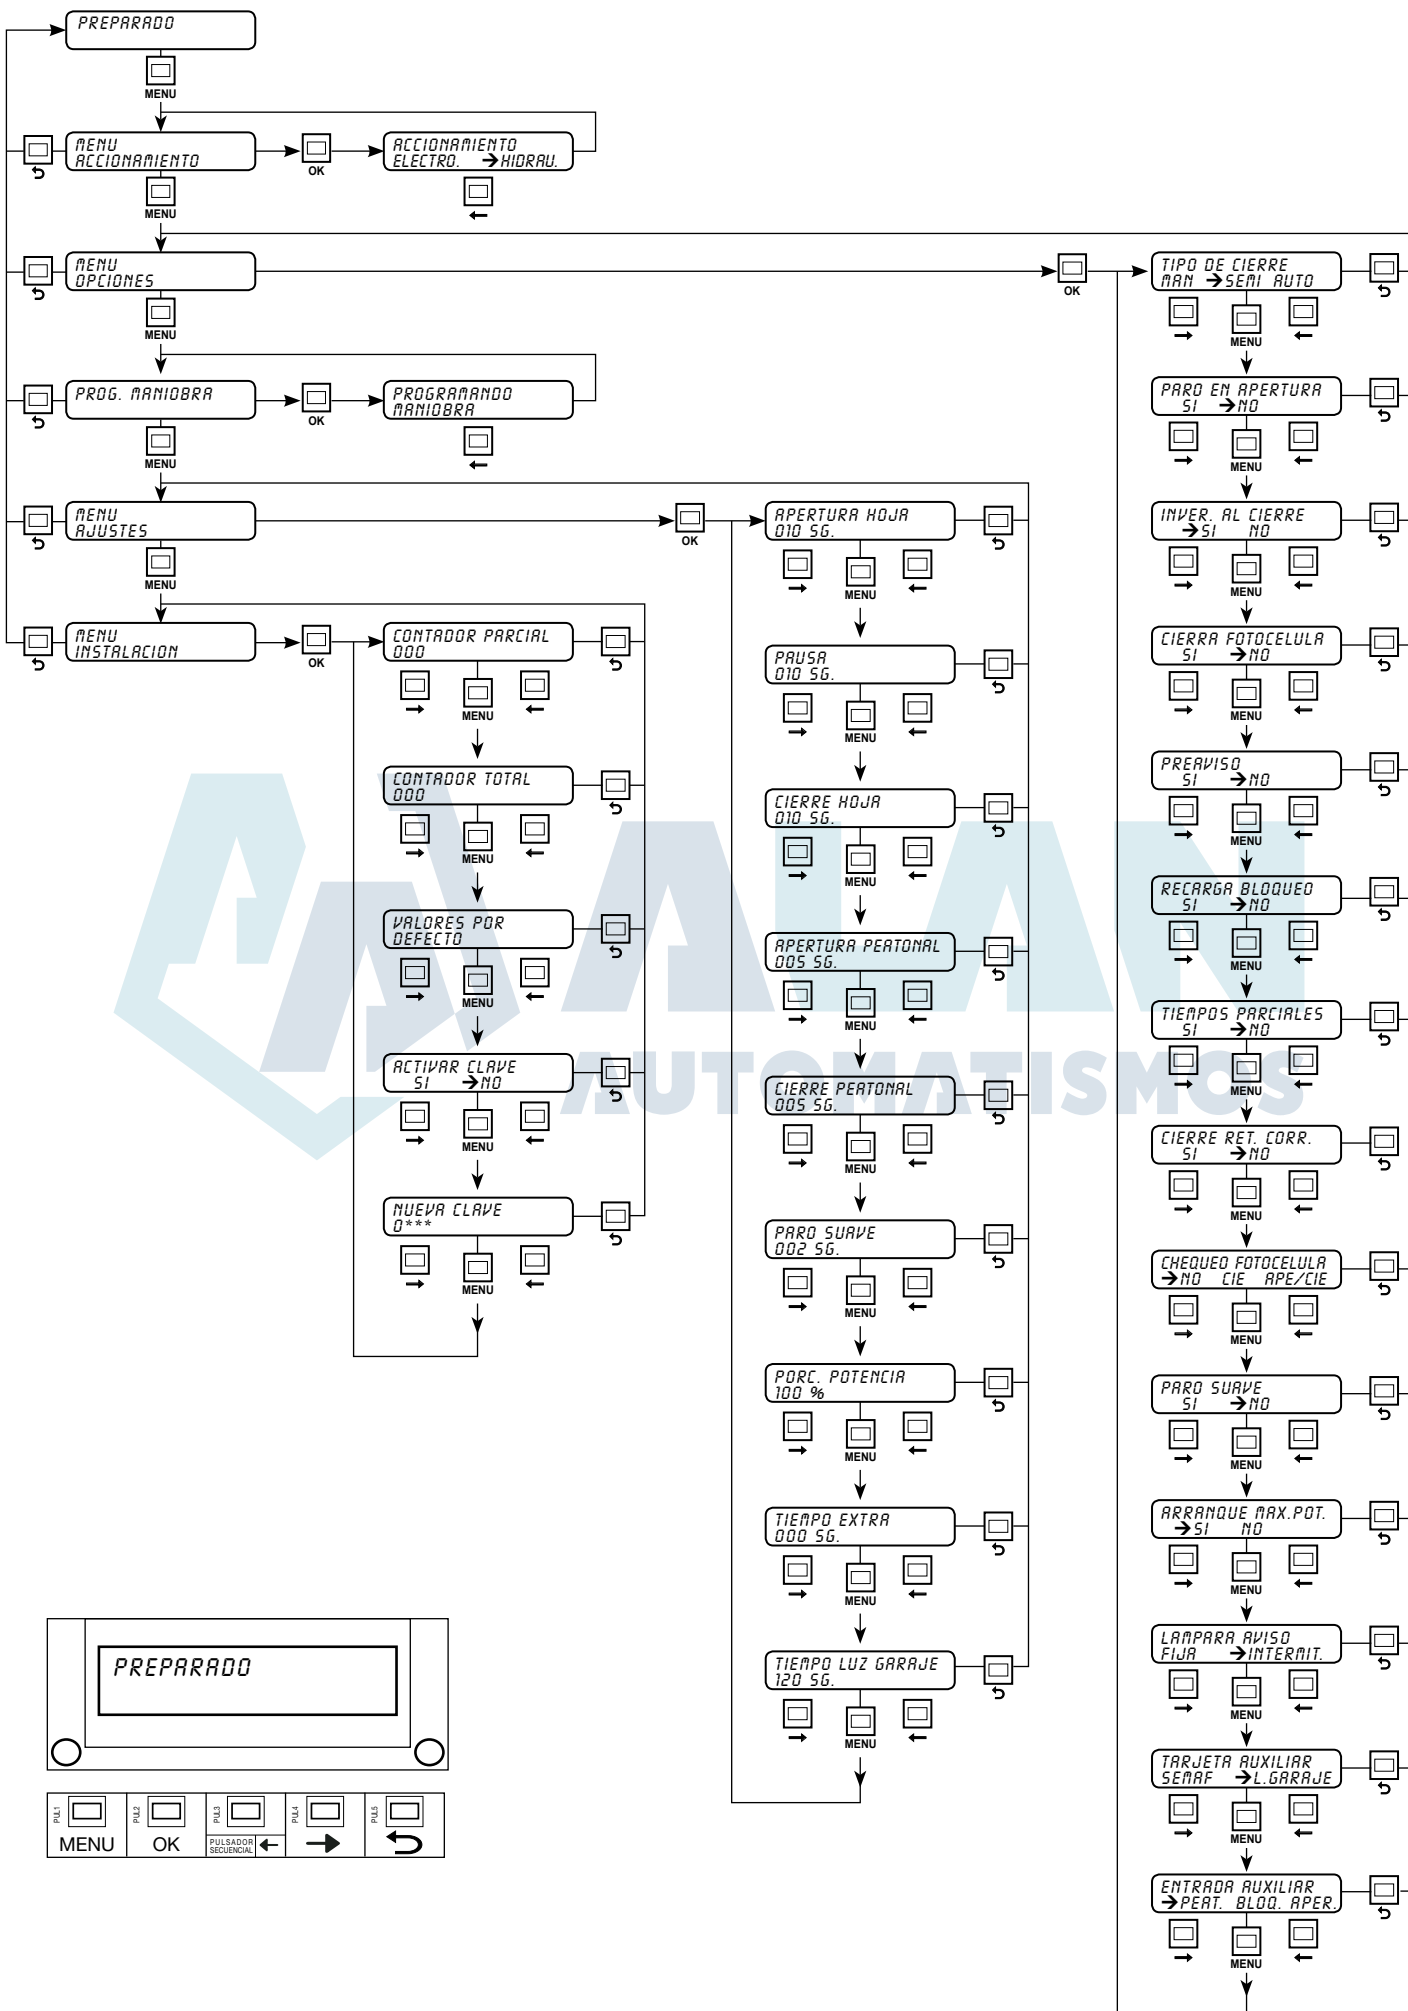 PREPARADO
MENU
MENU
ACCIONAMIENTO
OK
ACCIONAMIENTO
ELECTRO. →HIDRAU.
MENU
MENU
OPCIONES
OK
MENU
PROG. MANIOBRA
OK
PROGRAMANDO
MANIOBRA
MENU
MENU
AJUSTES
OK
MENU
MENU
INSTALACION
OK
CONTADOR PARCIAL
000
MENU
CONTADOR TOTAL
000
MENU
VALORES POR
DEFECTO
MENU
ACTIVAR CLAVE
SI →NO
MENU
NUEVA CLAVE
0***
MENU
APERTURA HOJA
010 SG.
MENU
PAUSA
010 SG.
MENU
CIERRE HOJA
010 SG.
MENU
APERTURA PEATONAL
005 SG.
MENU
CIERRE PEATONAL
005 SG.
MENU
PARO SUAVE
002 SG.
MENU
PORC. POTENCIA
100 %
MENU
TIEMPO EXTRA
000 SG.
MENU
TIEMPO LUZ GARAJE
120 SG.
MENU
TIPO DE CIERRE
MAN →SEMI AUTO
MENU
PARO EN APERTURA
SI →NO
MENU
INVER. AL CIERRE
→SI NO
MENU
CIERRA FOTOCELULA
SI →NO
MENU
PREAVISO
SI →NO
MENU
RECARGA BLOQUEO
SI →NO
MENU
TIEMPOS PARCIALES
SI →NO
MENU
CIERRE RET. CORR.
SI →NO
MENU
CHEQUEO FOTOCELULA
→NO CIE APE/CIE
MENU
PARO SUAVE
SI →NO
MENU
ARRANQUE MAX.POT.
→SI NO
MENU
LAMPARA AVISO
FIJA →INTERMIT.
MENU
TARJETA AUXILIAR
SEMAF →L.GARAJE
MENU
ENTRADA AUXILIAR
→PEAT. BLOQ. APER.
MENU
ALAN
AUTOMATISMOS
PREPARADO
PUL1
MENU
PUL2
OK
PUL3
PULSADOR
SECUENCIAL ←
PUL4
→
PUL5